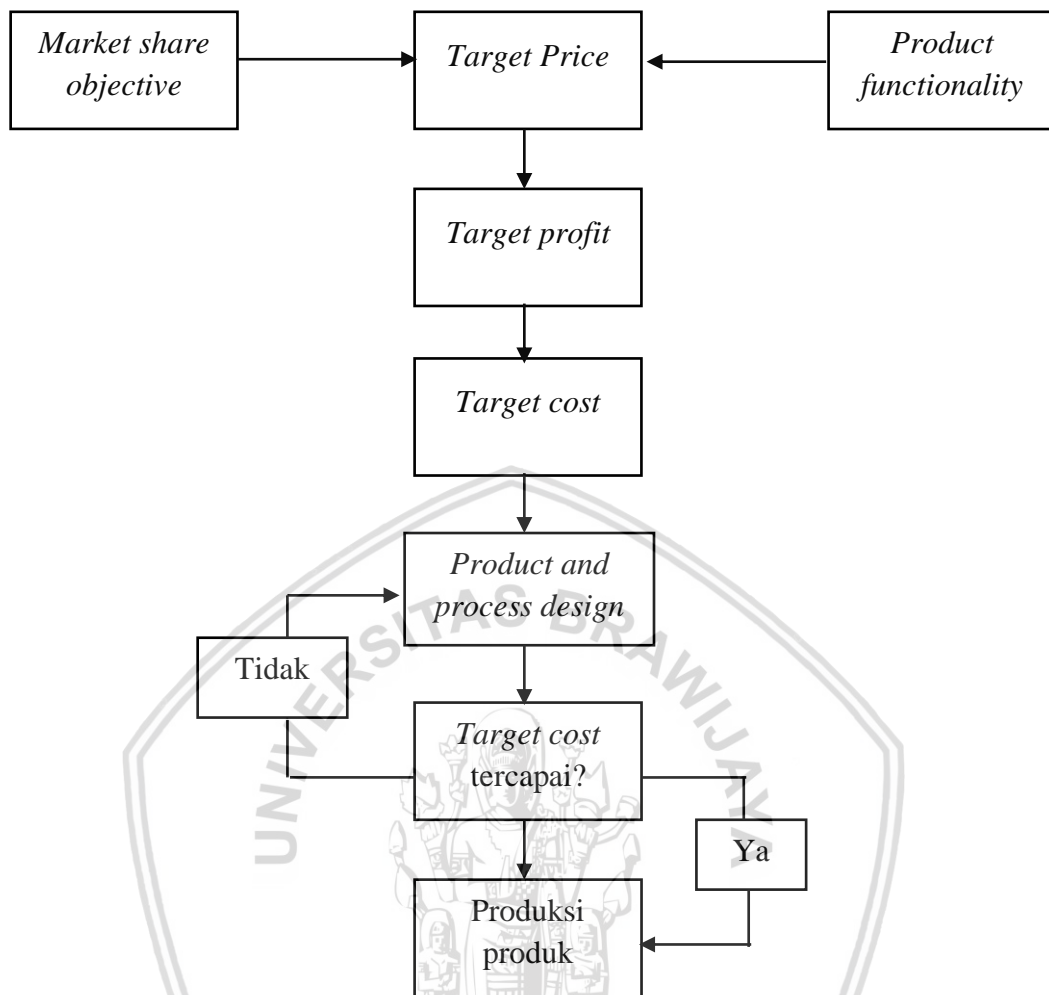 Market share
objective
Target Price
Product
functionality
Target profit
Target cost
Product and
process design
Tidak
Target cost
tercapai?
Ya
Produksi
produk
UNIVERSITAS BRAWIJAYA